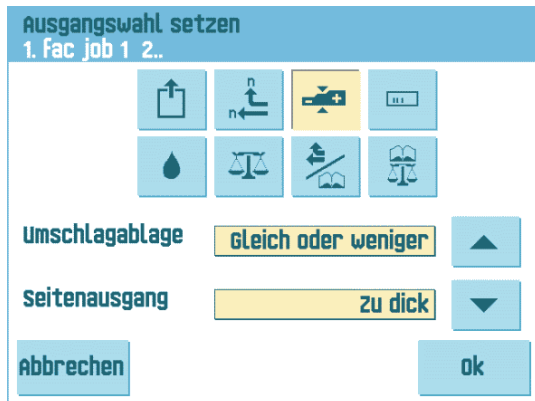 Ausgangswahl setzen
1. Fac job 1 2..
n
n
Umschlagablage
Gleich oder weniger
Seitenausgang
Zu dick
Abbrechen
Ok